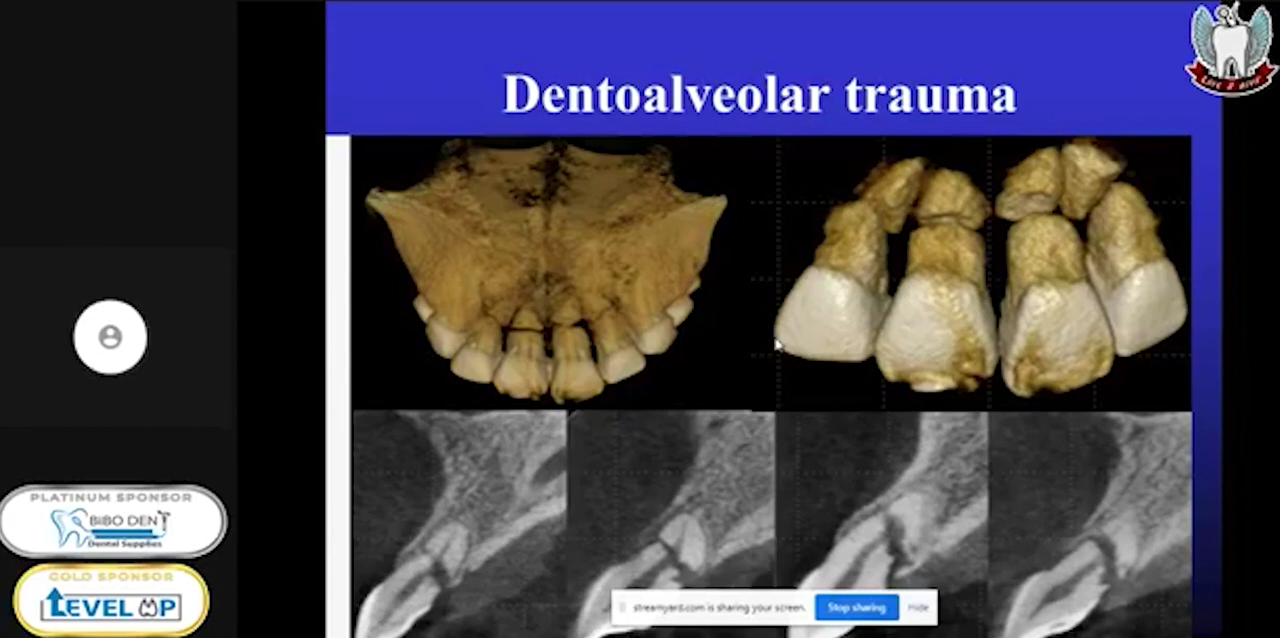 Dentoalveolar trauma
PLATINUM SPONSOR
BiBO DENT
Dental Supplies
GOLD SPONSOR
LEVEL UP
streamyard.com is sharing your screen.
Stop sharing
Hide